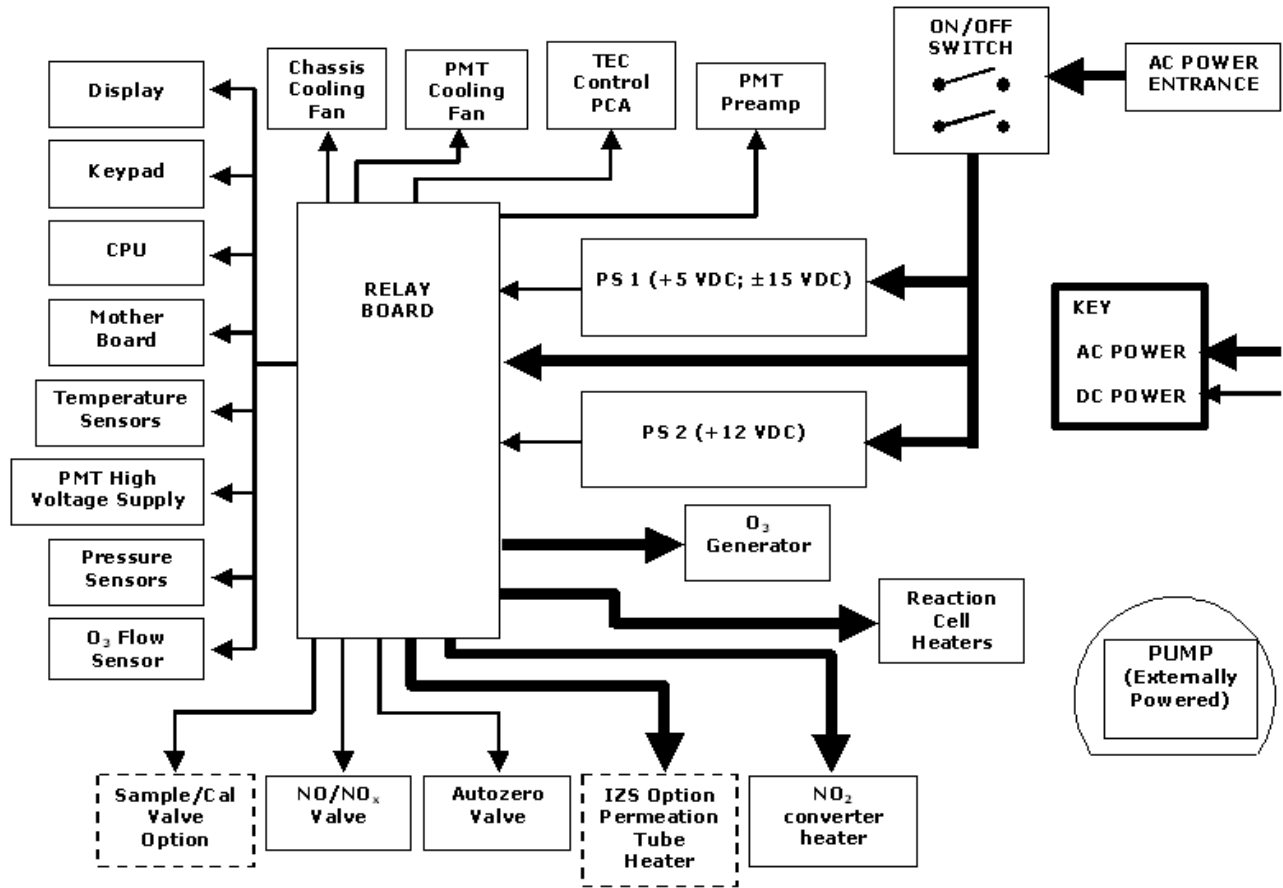 ON/OFF
SWITCH
AC POWER
ENTRANCE
Display
Chassis
Cooling
Fan
PMT
Cooling
Fan
TEC
Control
PCA
PMT
Preamp
Keypad
CPU
Mother
Board
Temperature
Sensors
PMT High
Voltage Supply
Pressure
Sensors
O₃ Flow
Sensor
RELAY
BOARD
PS 1 (+5 VDC; ±15 VDC)
PS 2 (+12 VDC)
KEY
AC POWER
DC POWER
O₃
Generator
Reaction
Cell
Heaters
PUMP
(Externally
Powered)
Sample/Cal
Valve
Option
NO/NOₓ
Valve
Autozero
Valve
IZS Option
Permeation
Tube
Heater
NO₂
converter
heater